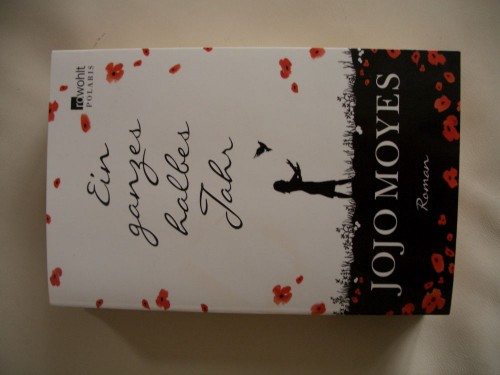 rowohlt
POLARIS
Ein
ganzes
halbes
Jahr
JOJO MOYES
Roman